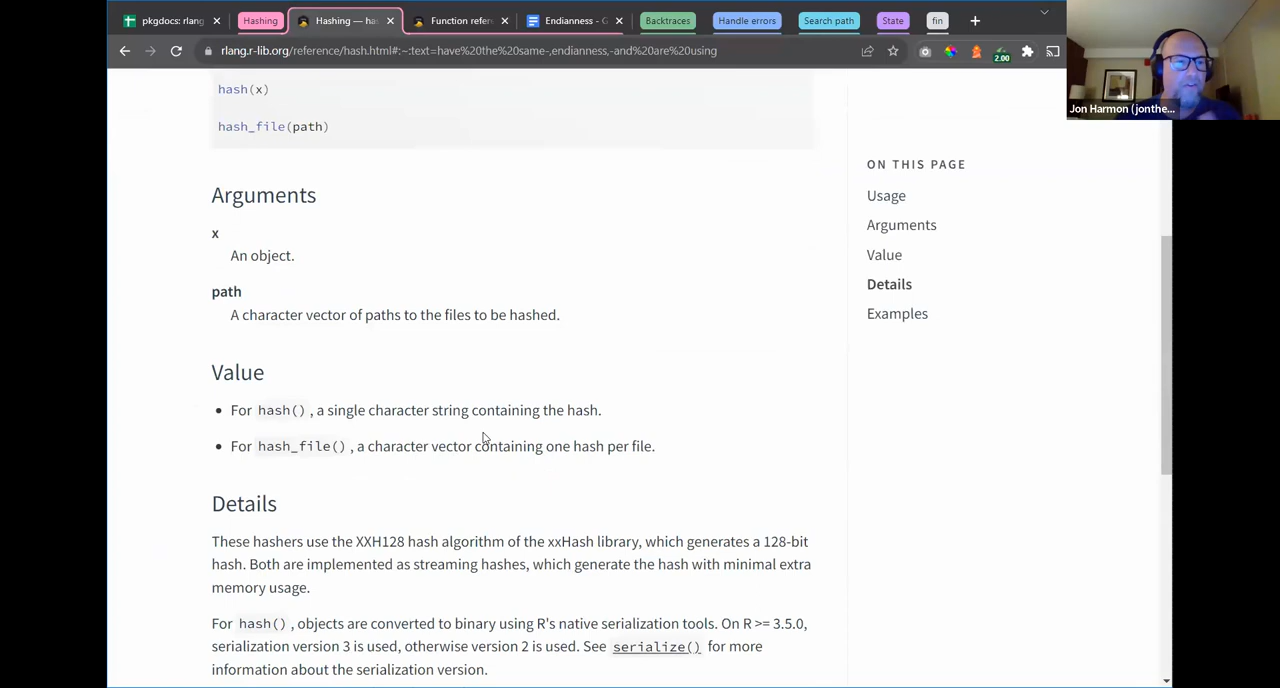 pkgdocs: rlang
Hashing
Hashing — has
Function refere
Endianness - G
Backtraces
Handle errors
Search path
State
fin
rlang.r-lib.org/reference/hash.html#:~:text=have%20the%20same-,endianness,-and%20are%20using
2.00
Jon Harmon (jonthe...
hash(x)
hash_file(path)
ON THIS PAGE
Usage
Arguments
Value
Details
Examples
Arguments
x
An object.
path
A character vector of paths to the files to be hashed.
Value
For hash() , a single character string containing the hash.
For hash_file() , a character vector containing one hash per file.
Details
These hashers use the XXH128 hash algorithm of the xxHash library, which generates a 128-bit
hash. Both are implemented as streaming hashes, which generate the hash with minimal extra
memory usage.
For hash() , objects are converted to binary using R's native serialization tools. On R >= 3.5.0,
serialization version 3 is used, otherwise version 2 is used. See serialize() for more
information about the serialization version.